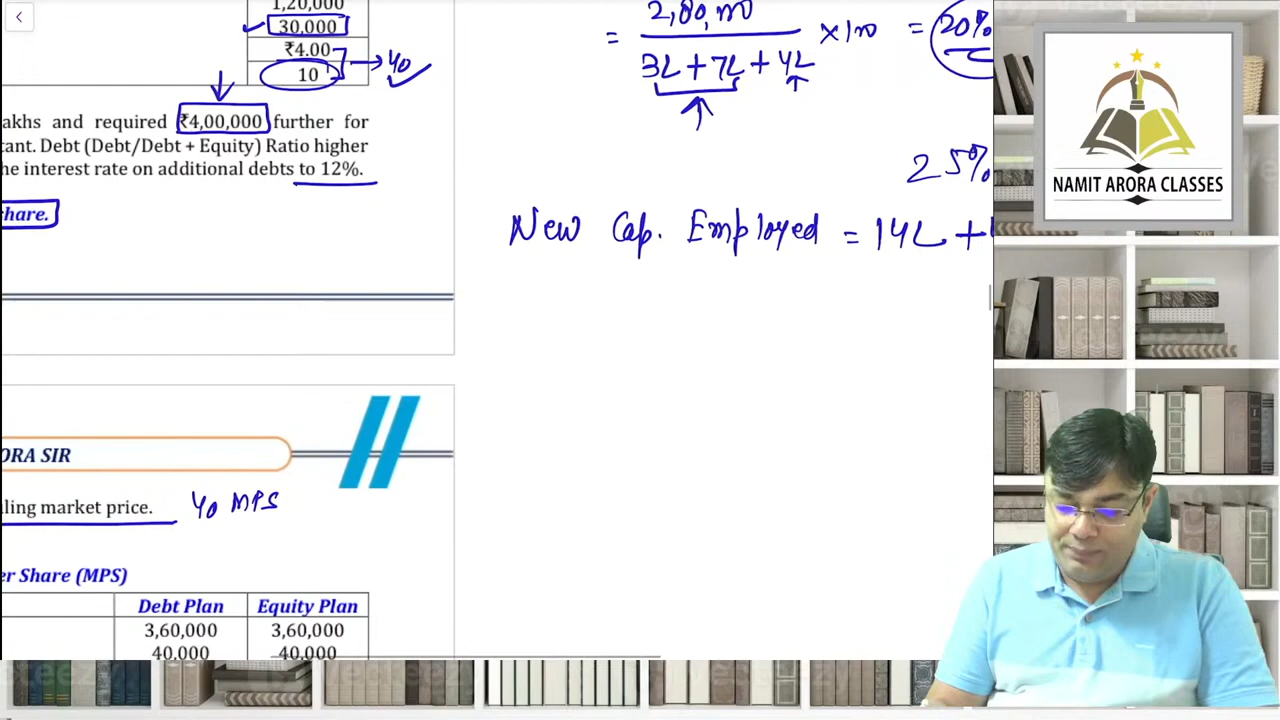 1,20,000
30,000
₹4.00
10
→ 40
akhs and required ₹4,00,000 further for
tant. Debt (Debt/Debt + Equity) Ratio higher
he interest rate on additional debts to 12%.
hare.
2,80,000
= 3L + 7L + 4L × 100 = 20%
25%
New Cap. Employed = 14L +
ORA SIR
ling market price. 40 MPS
er Share (MPS)
Debt Plan Equity Plan
3,60,000 3,60,000
40,000 40,000
NAMIT ARORA CLASSES